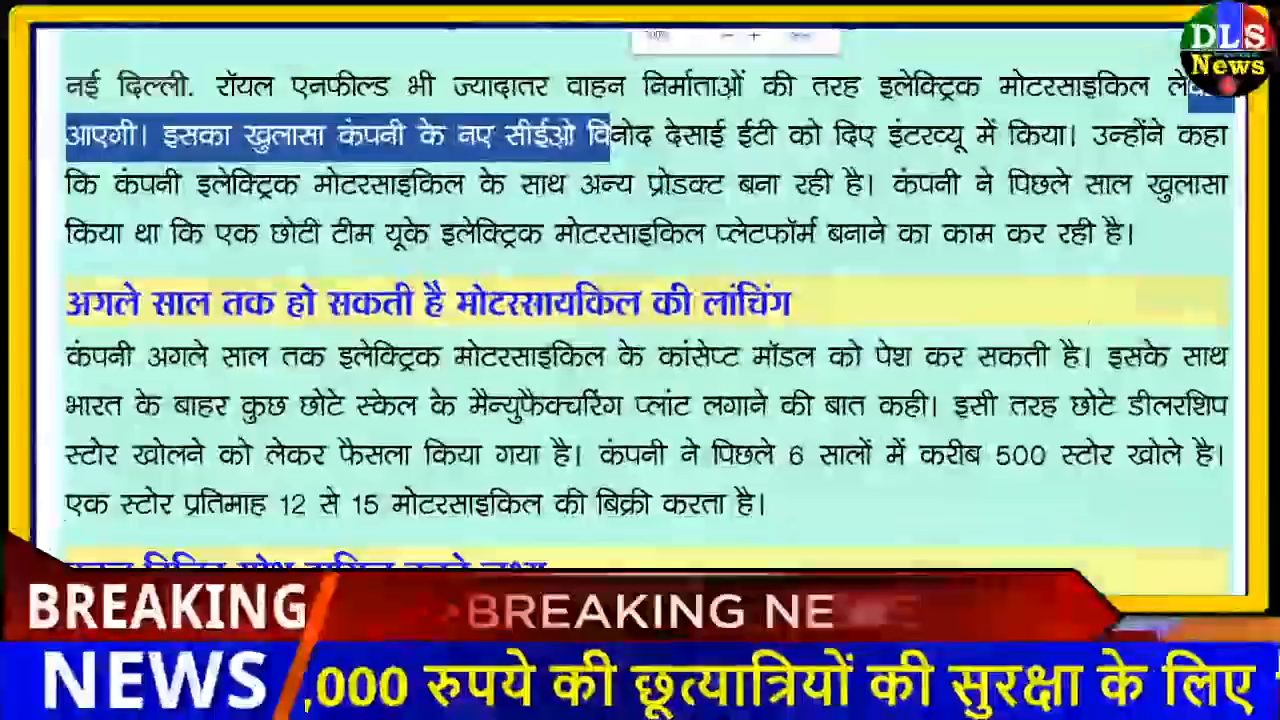 DLS
News
नई दिल्ली. रॉयल एनफील्ड भी ज्यादातर वाहन निर्माताओं की तरह इलेक्ट्रिक मोटरसाइकिल
आएगी। इसका खुलासा कंपनी के नए सीईओ विनोद देसाई ईटी को दिए इंटरव्यू में किया। उन्होंने कहा
कि कंपनी इलेक्ट्रिक मोटरसाइकिल के साथ अन्य प्रोडक्ट बना रही है। कंपनी ने पिछले साल खुलासा
किया था कि एक छोटी टीम यूके इलेक्ट्रिक मोटरसाइकिल प्लेटफॉर्म बनाने का काम कर रही है।
अगले साल तक हो सकती है मोटरसायकिल की लांचिंग
कंपनी अगले साल तक इलेक्ट्रिक मोटरसाइकिल के कांसेप्ट मॉडल को पेश कर सकती है। इसके साथ
भारत के बाहर कुछ छोटे स्केल के मैन्युफैक्चरिंग प्लांट लगाने की बात कही। इसी तरह छोटे डीलरशिप
स्टोर खोलने को लेकर फैसला किया गया है। कंपनी ने पिछले 6 सालों में करीब 500 स्टोर खोले है।
एक स्टोर प्रतिमाह 12 से 15 मोटरसाइकिल की बिक्री करता है।
BREAKING
NEWS
>BREAKING NE
,000 रुपये की छूत्यात्रियों की सुरक्षा के लिए